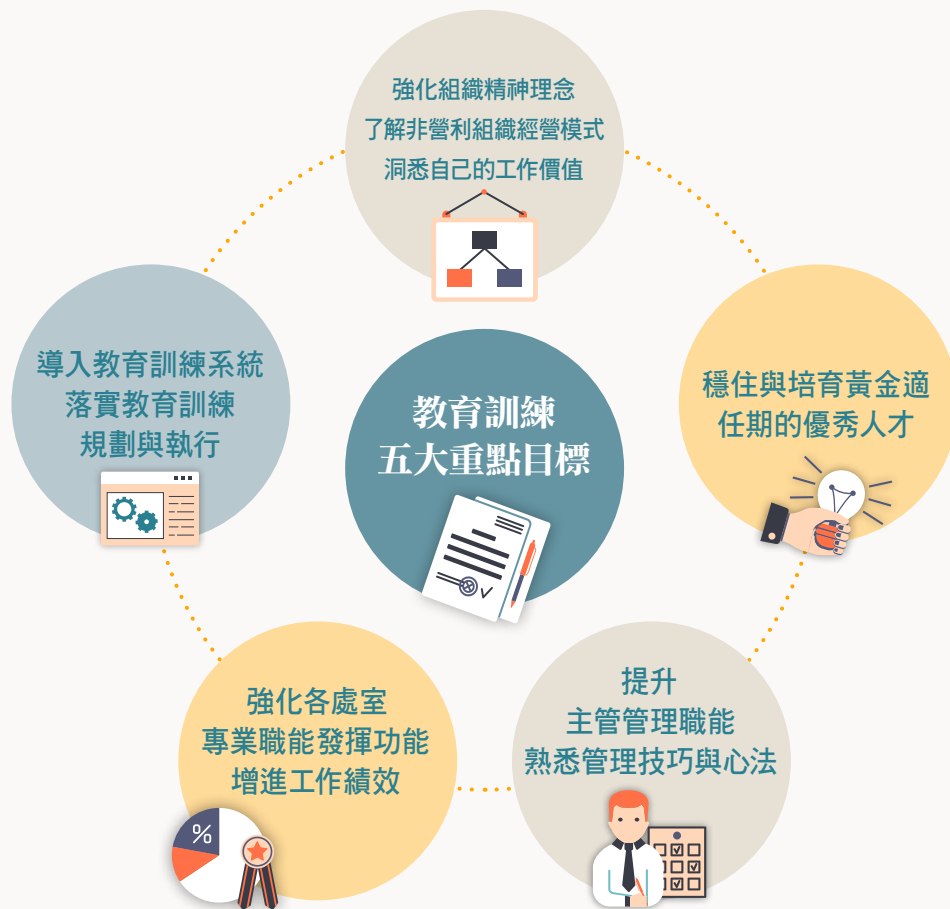 強化組織精神理念
了解非營利組織經營模式
洞悉自己的工作價值
導入教育訓練系統
落實教育訓練
規劃與執行
教育訓練
五大重點目標
穩住與培育黃金適
任期的優秀人才
強化各處室
專業職能發揮功能
增進工作績效
%
提升
主管管理職能
熟悉管理技巧與心法